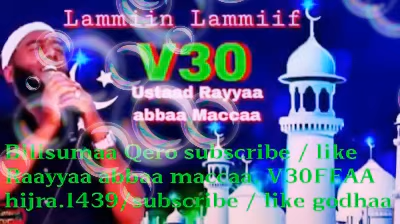 Lammiin Lammiif
V30
Ustaad Rayyaa
abbaa Maccaa
Bilisumaa Qero subscribe / like
Raayyaa abbaa maccaa V30FFAA
hijra.1439/subscribe / like godhaa